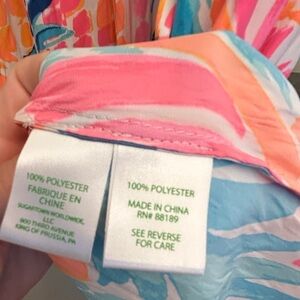 100% POLYESTER
FABRIQUE EN
CHINE
SUGARTOWN WORLDWIDE,
LLC
800 THIRD AVENUE
KING OF PRUSSIA, PA
100% POLYESTER
MADE IN CHINA
RN# 88189
SEE REVERSE
FOR CARE